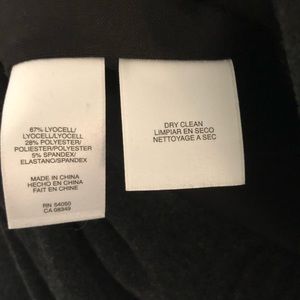 67% LYOCELL/
LYOCELL/LYOCELL
28% POLYESTER/
POLIESTER/POLYESTER
5% SPANDEX/
ELASTANO/SPANDEX
MADE IN CHINA
HECHO EN CHINA
FAIT EN CHINE
RN 54050
CA 08349
DRY CLEAN
LIMPIAR EN SECO
NETTOYAGE A SEC